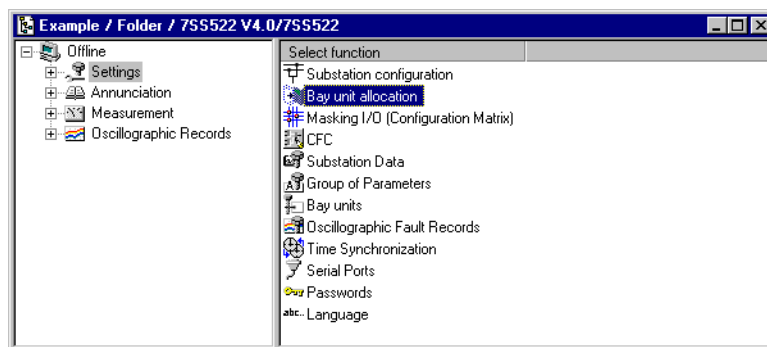 Example / Folder / 7SS522 V4.0/7SS522
Offline
Settings
Annunciation
Measurement
Oscillographic Records
Select function
Substation configuration
Bay unit allocation
Masking I/O (Configuration Matrix)
CFC
Substation Data
Group of Parameters
Bay units
Oscillographic Fault Records
Time Synchronization
Serial Ports
Passwords
abc.. Language